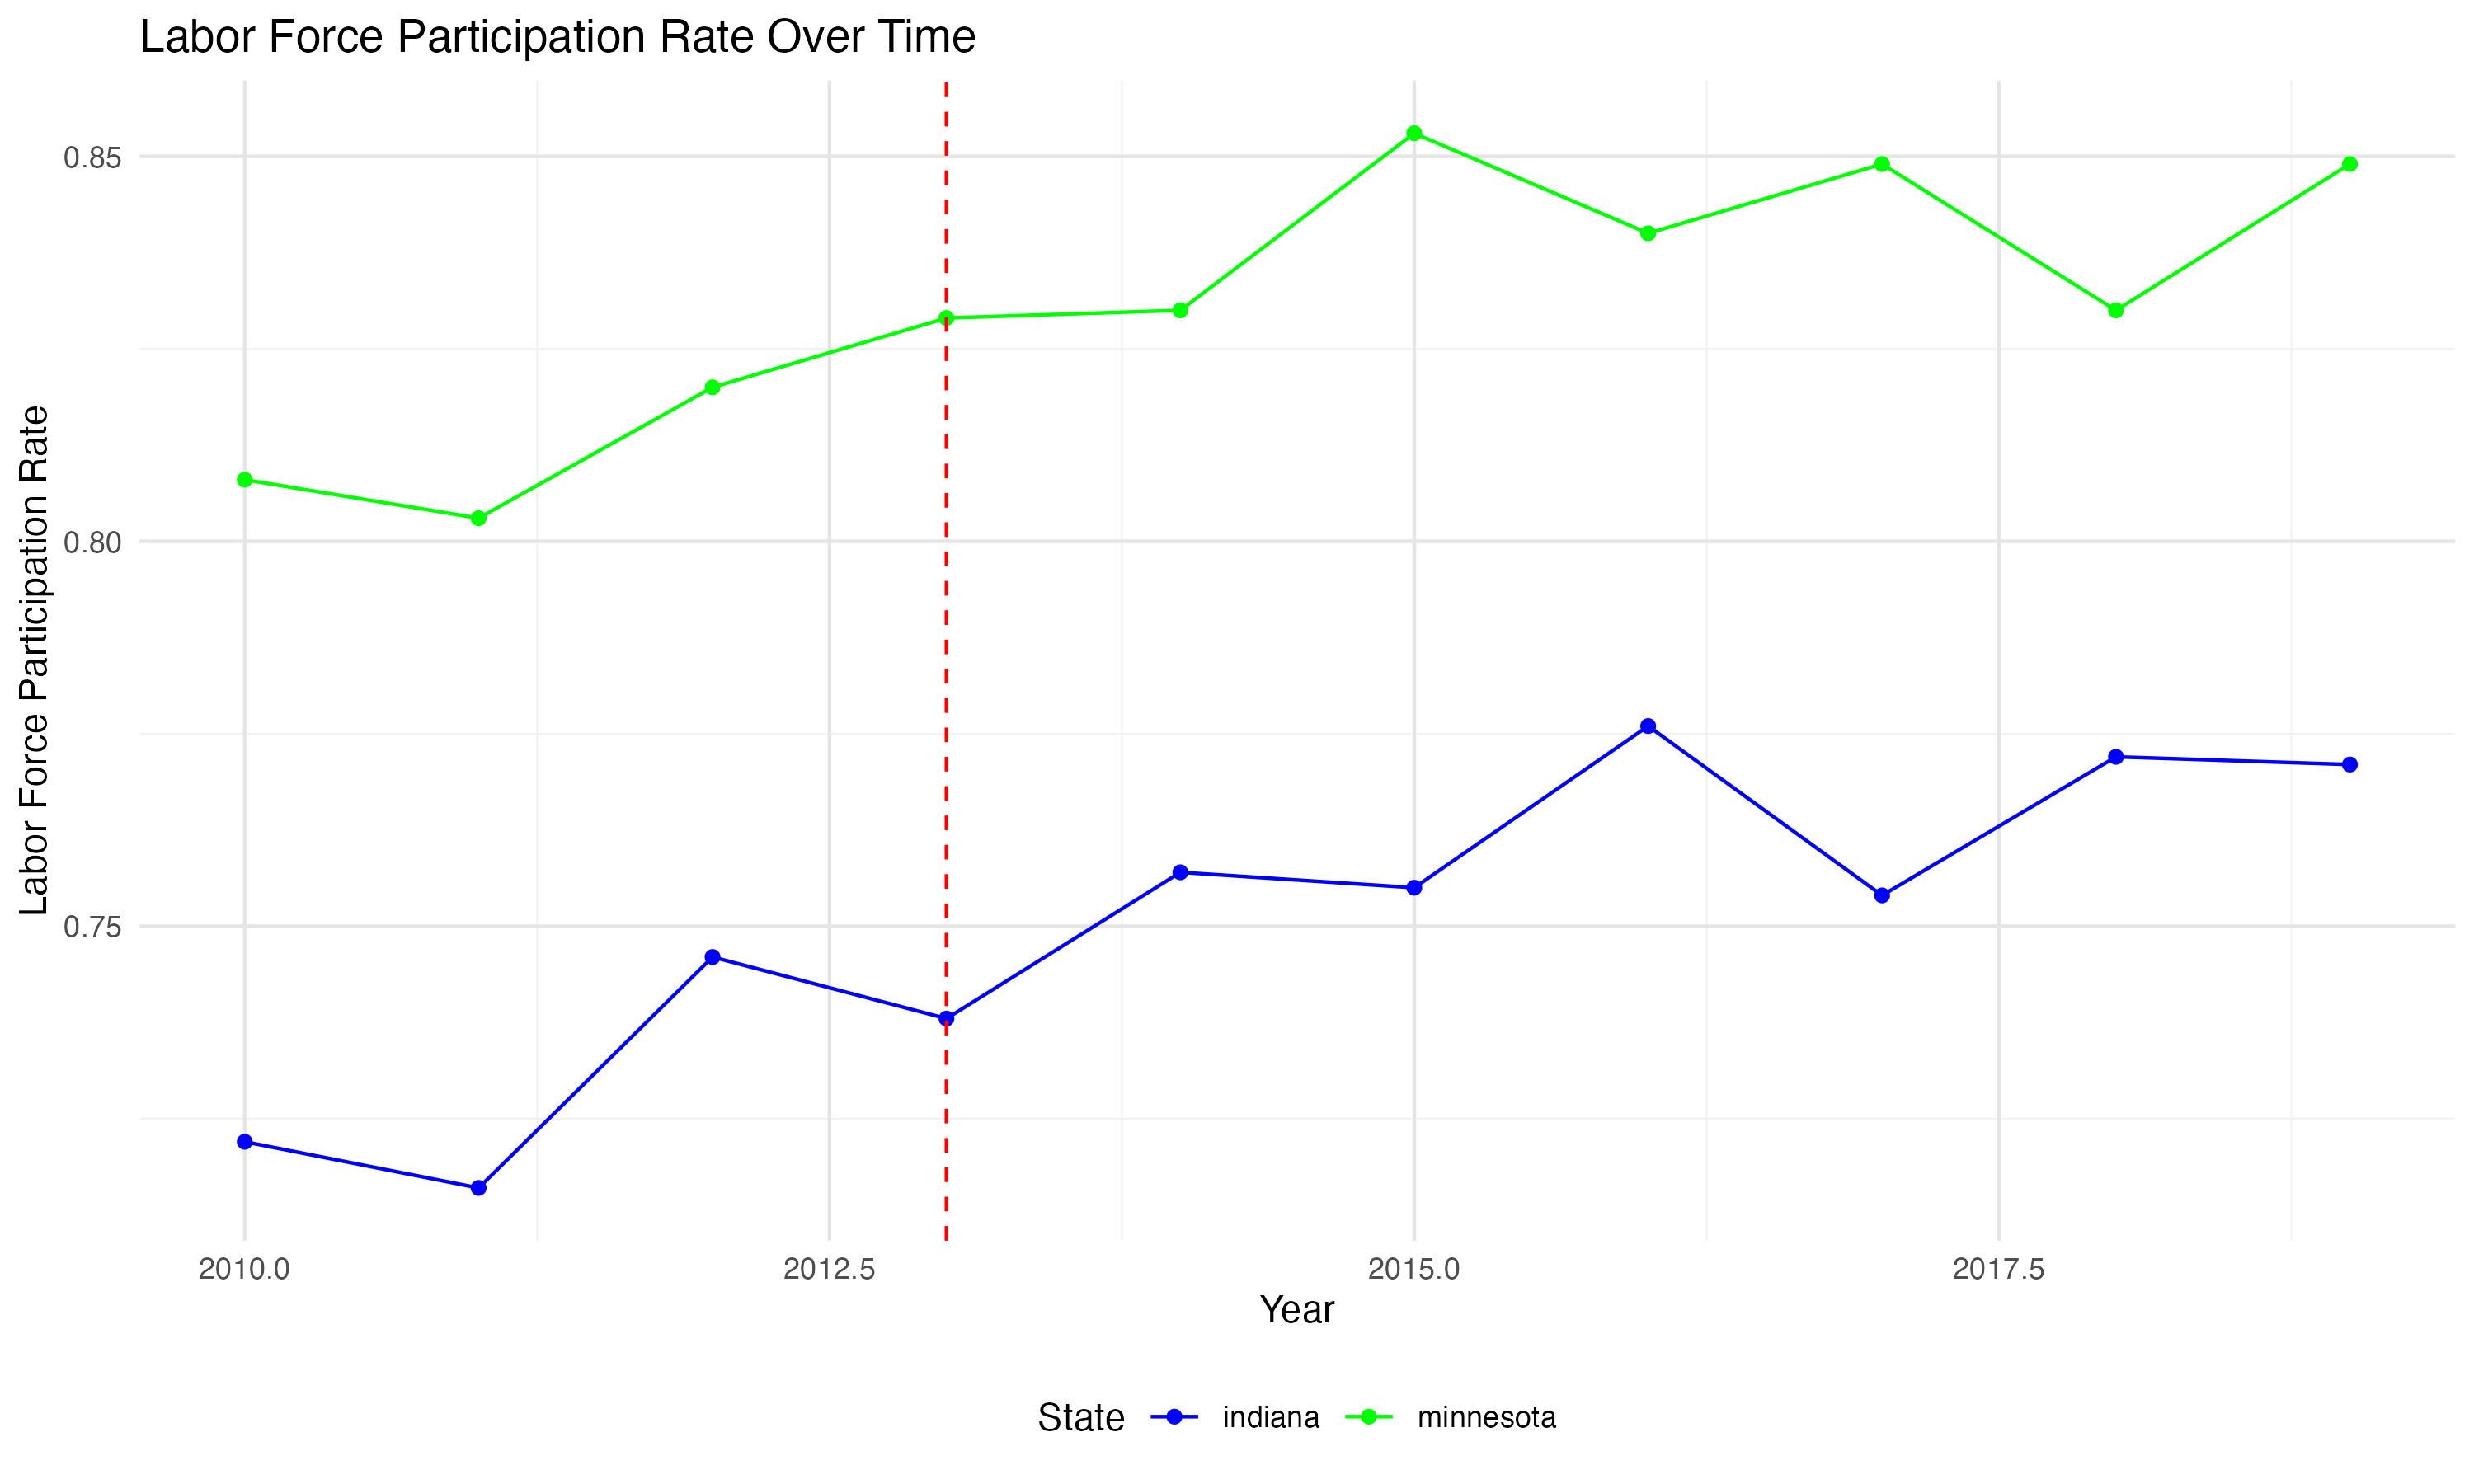 Labor Force Participation Rate Over Time
Labor Force Participation Rate
0.85
0.80
0.75
2010.0 2012.5 2015.0 2017.5
Year
State indiana minnesota